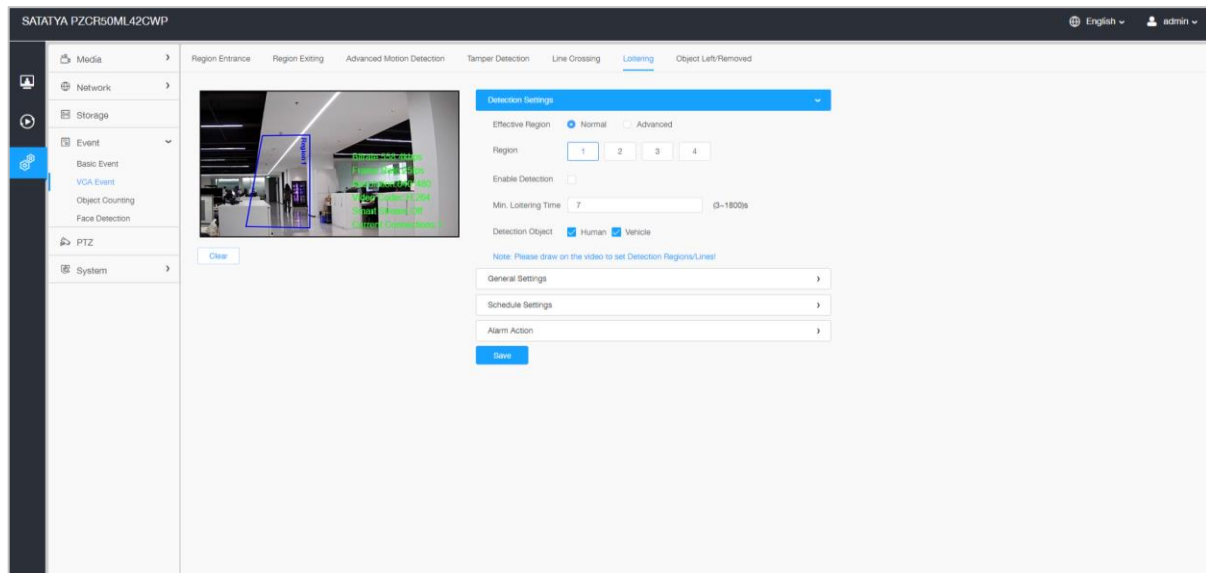 SATATYA PZCR50ML42CWP
English
admin
Media
Network
Storage
Event
Basic Event
VCA Event
Object Counting
Face Detection
PTZ
System
Region Entrance Region Exiting Advanced Motion Detection Tamper Detection Line Crossing Loitering Object Left/Removed
Region1
Clear
Detection Settings
Effective Region Normal Advanced
Region 1 2 3 4
Enable Detection
Min. Loitering Time 7 (3~1800)s
Detection Object Human Vehicle
Note: Please draw on the video to set Detection Regions/Lines!
General Settings
Schedule Settings
Alarm Action
Save